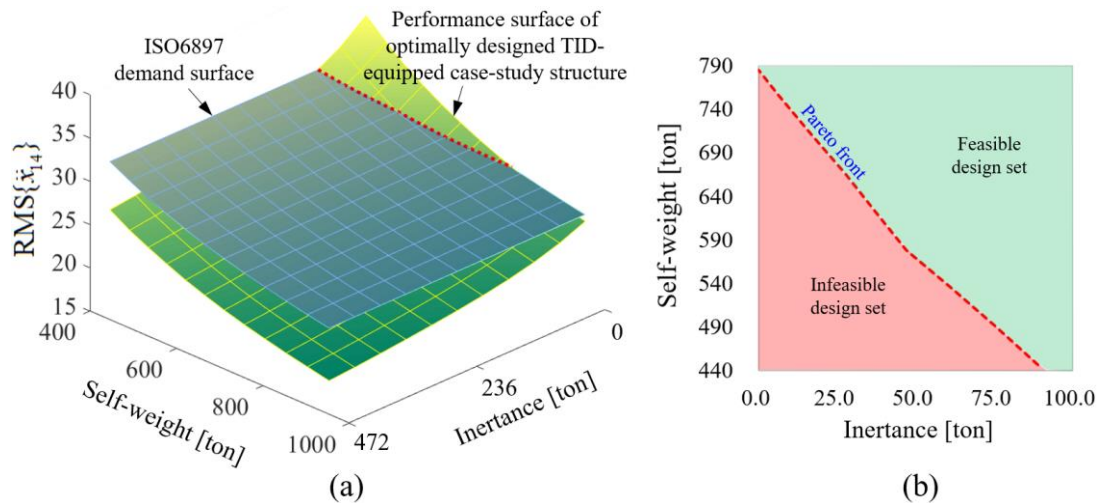 ISO6897
demand surface
Performance surface of
optimally designed TID-
equipped case-study structure
RMS{ẍ₁₄}
40
35
30
25
20
15
400
600
800
1000
Self-weight [ton]
472
236
0
Inertance [ton]
(a)
Self-weight [ton]
790
740
690
640
590
540
490
440
Pareto front
Feasible
design set
Infeasible
design set
0.0 25.0 50.0 75.0 100.0
Inertance [ton]
(b)